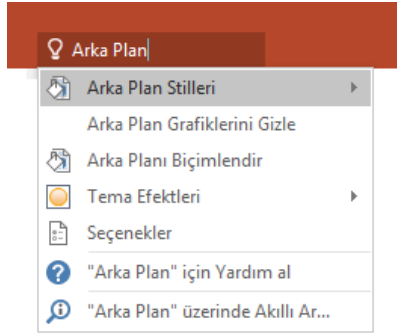 Arka Plan
Arka Plan Stilleri
Arka Plan Grafiklerini Gizle
Arka Planı Biçimlendir
Tema Efektleri
Seçenekler
"Arka Plan" için Yardım al
"Arka Plan" üzerinde Akıllı Ar...